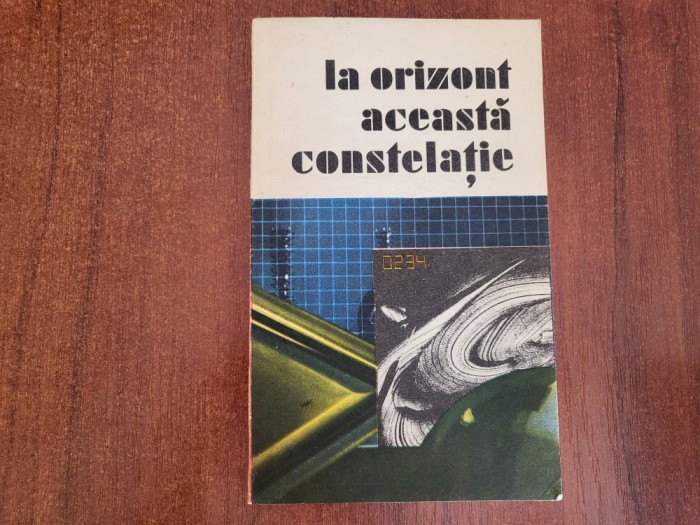 la orizont
această
constelație
0234